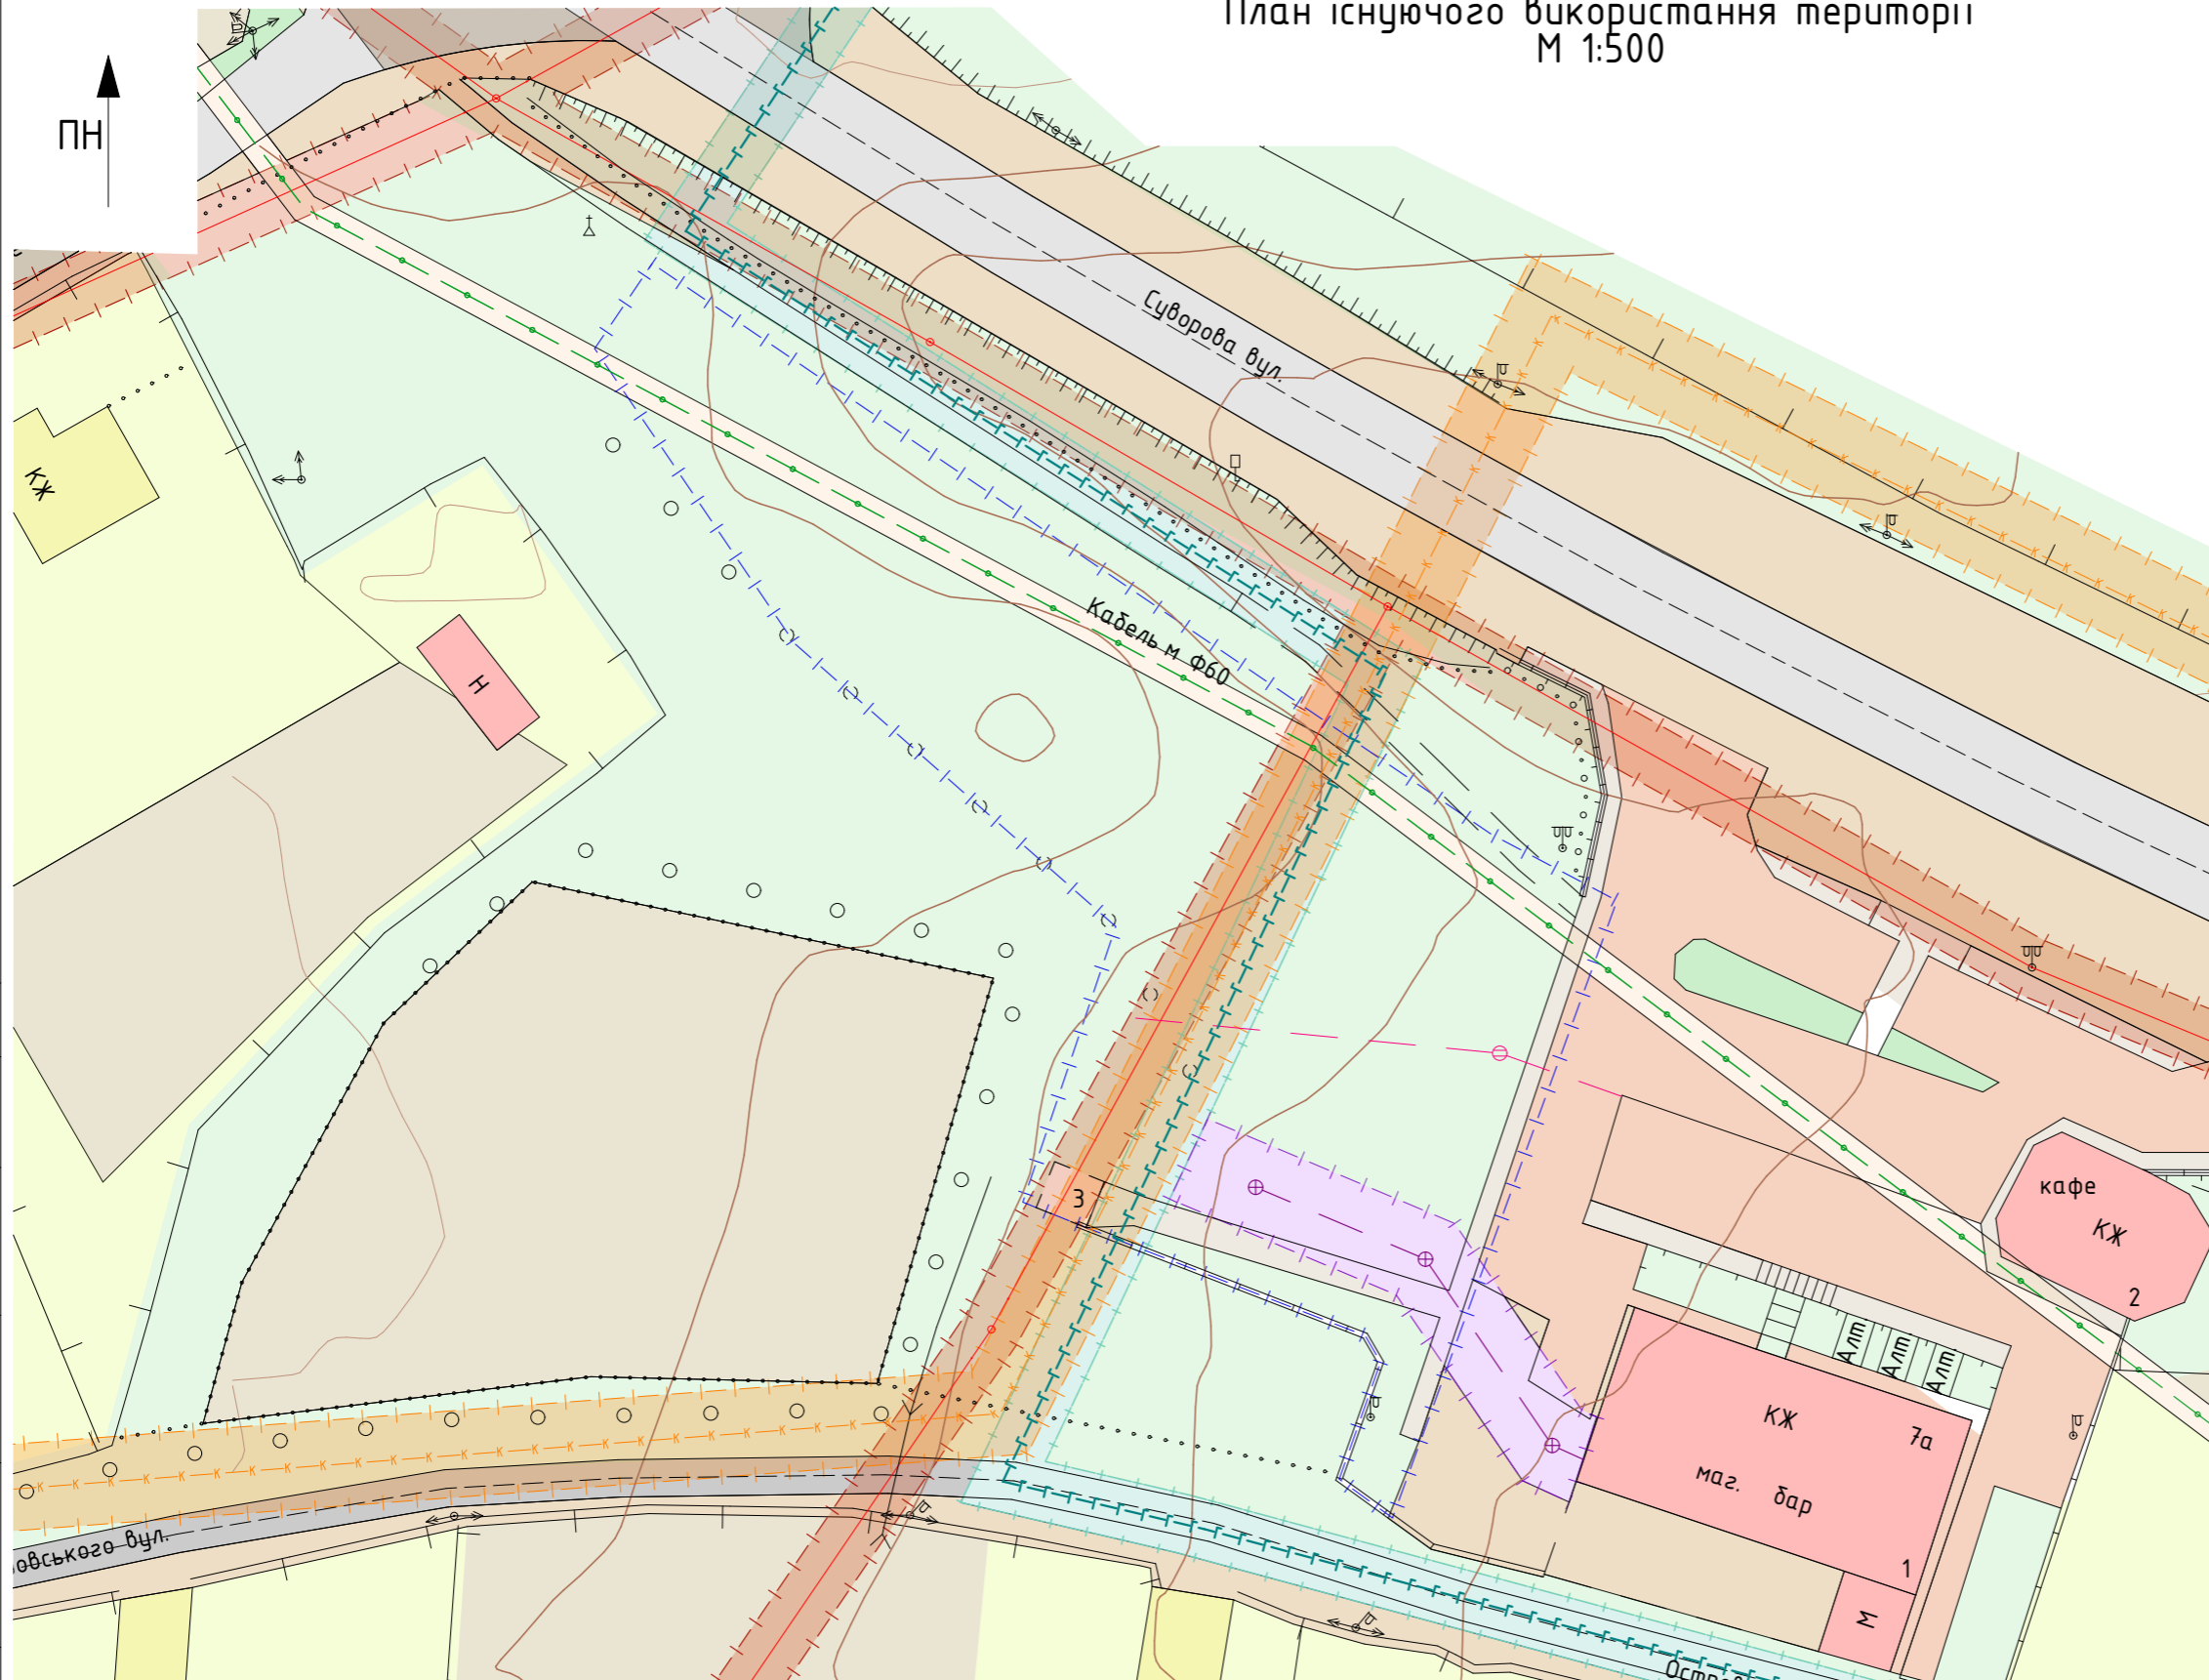 План існуючого використання території
М 1:500
ПН
Суворова вул.
КЖ
Кабель м ф60
Н
3
кафе
КЖ
2
Алт.
Алт.
Алт.
КЖ
7а
маг. бар
1
М
вул.